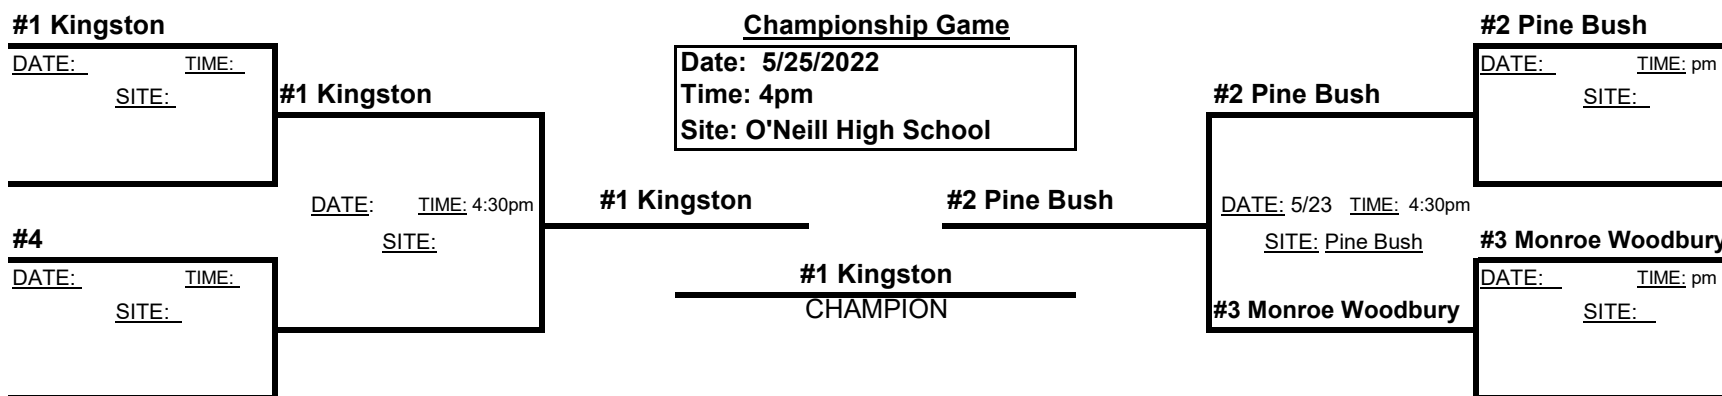 #1 Kingston
DATE: TIME:
SITE:
#1 Kingston
DATE: TIME: 4:30pm
SITE:
#4
DATE: TIME:
SITE:
#1 Kingston
Championship Game
Date: 5/25/2022
Time: 4pm
Site: O'Neill High School
#1 Kingston
CHAMPION
#2 Pine Bush
#2 Pine Bush
DATE: 5/23 TIME: 4:30pm
SITE: Pine Bush
#3 Monroe Woodbury
#2 Pine Bush
DATE: TIME: pm
SITE:
#3 Monroe Woodbury
DATE: TIME: pm
SITE: